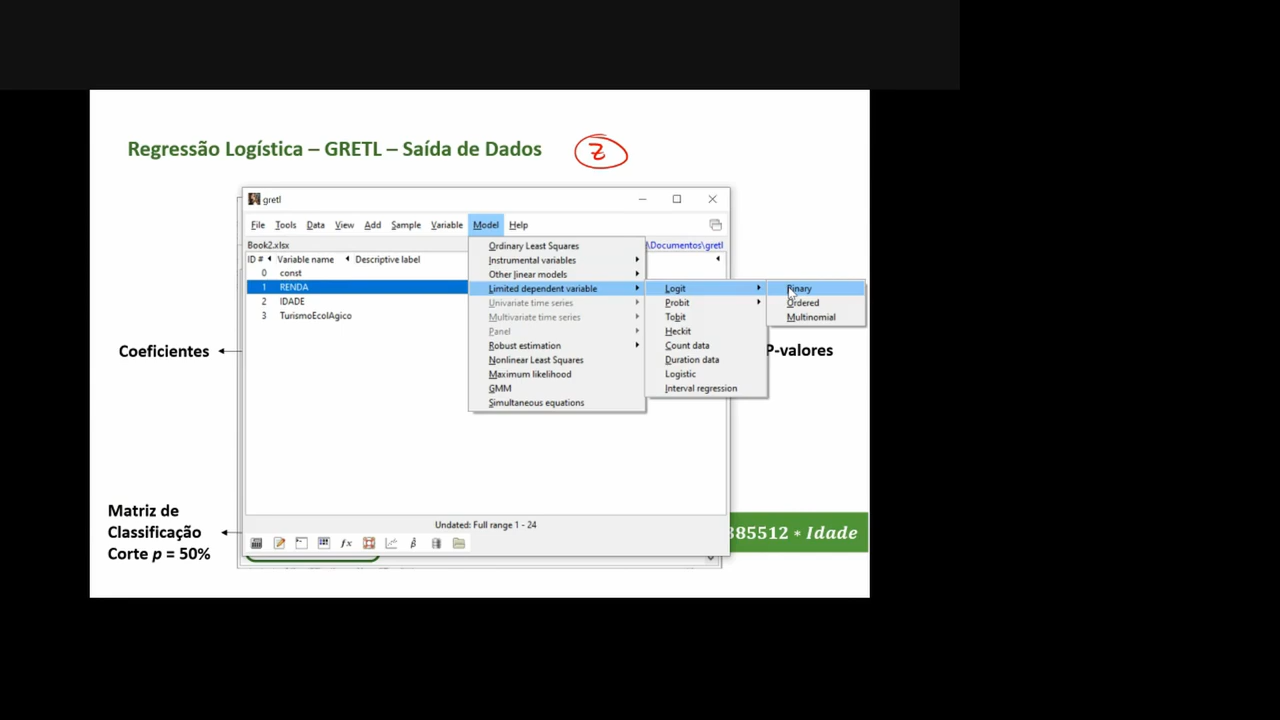 Regressão Logística – GRETL – Saída de Dados
Z
gretl
File Tools Data View Add Sample Variable Model Help
Book2.xlsx
\Documentos\gretl
ID # Variable name Descriptive label
0 const
1 RENDA
2 IDADE
3 TurismoEcolAgico
Ordinary Least Squares
Instrumental variables
Other linear models
Limited dependent variable
Univariate time series
Multivariate time series
Panel
Robust estimation
Nonlinear Least Squares
Maximum likelihood
GMM
Simultaneous equations
Logit
Probit
Tobit
Heckit
Count data
Duration data
Logistic
Interval regression
Binary
Ordered
Multinomial
Coeficientes
P-valores
Matriz de
Classificação
Corte p = 50%
385512 * Idade
Undated: Full range 1 - 24
fx
β̂